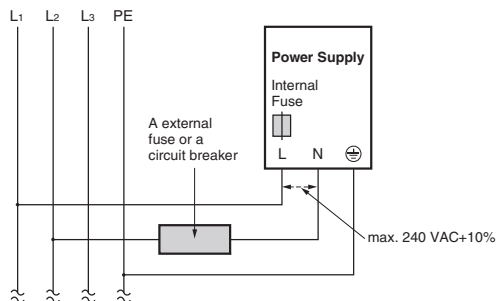 L1 L2 L3 PE
Power Supply
Internal
Fuse
A external
fuse or a
circuit breaker
L N
max. 240 VAC+10%